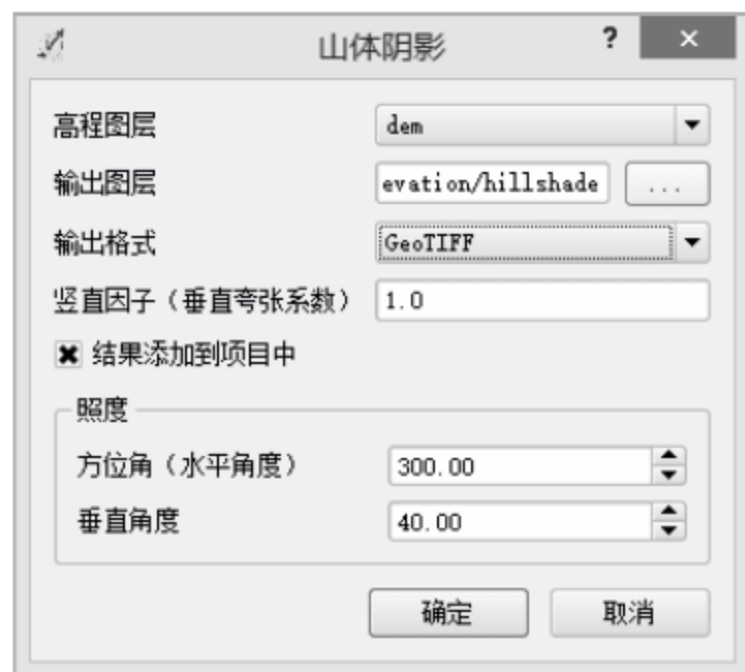 山体阴影 ?
高程图层 dem
输出图层 evation/hillshade ...
输出格式 GeoTIFF
竖直因子（垂直夸张系数） 1.0
结果添加到项目中
照度
方位角（水平角度） 300.00
垂直角度 40.00
确定 取消